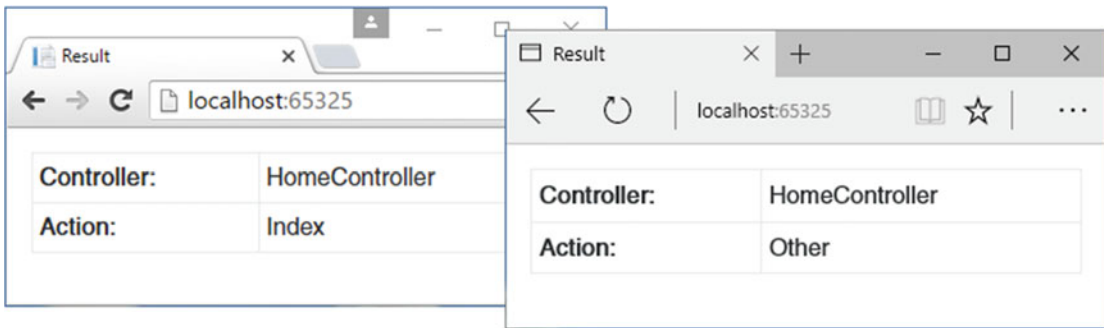 Result
localhost:65325
Controller: HomeController
Action: Index
Result
localhost:65325
Controller: HomeController
Action: Other